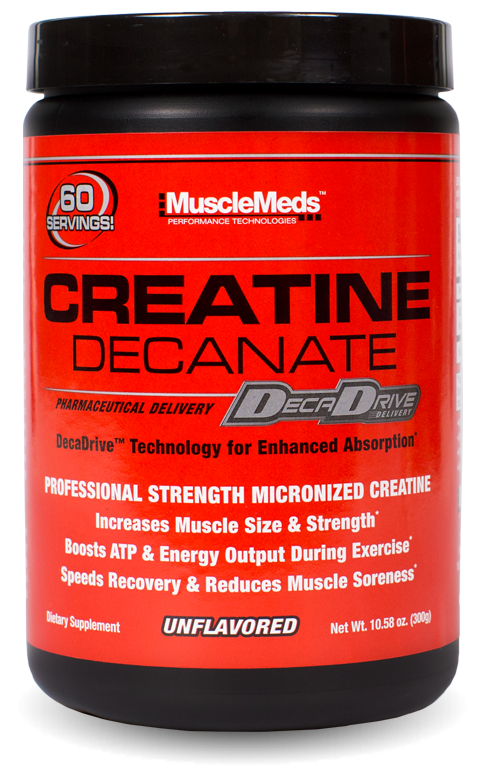 60
SERVINGS!
MuscleMeds™
PERFORMANCE TECHNOLOGIES
CREATINE
DECANATE
PHARMACEUTICAL DELIVERY
DECADRIVE
DELIVERY
DecaDrive™ Technology for Enhanced Absorption*
PROFESSIONAL STRENGTH MICRONIZED CREATINE
Increases Muscle Size & Strength*
Boosts ATP & Energy Output During Exercise*
Speeds Recovery & Reduces Muscle Soreness*
Dietary Supplement
UNFLAVORED
Net Wt. 10.58 oz. (300g)